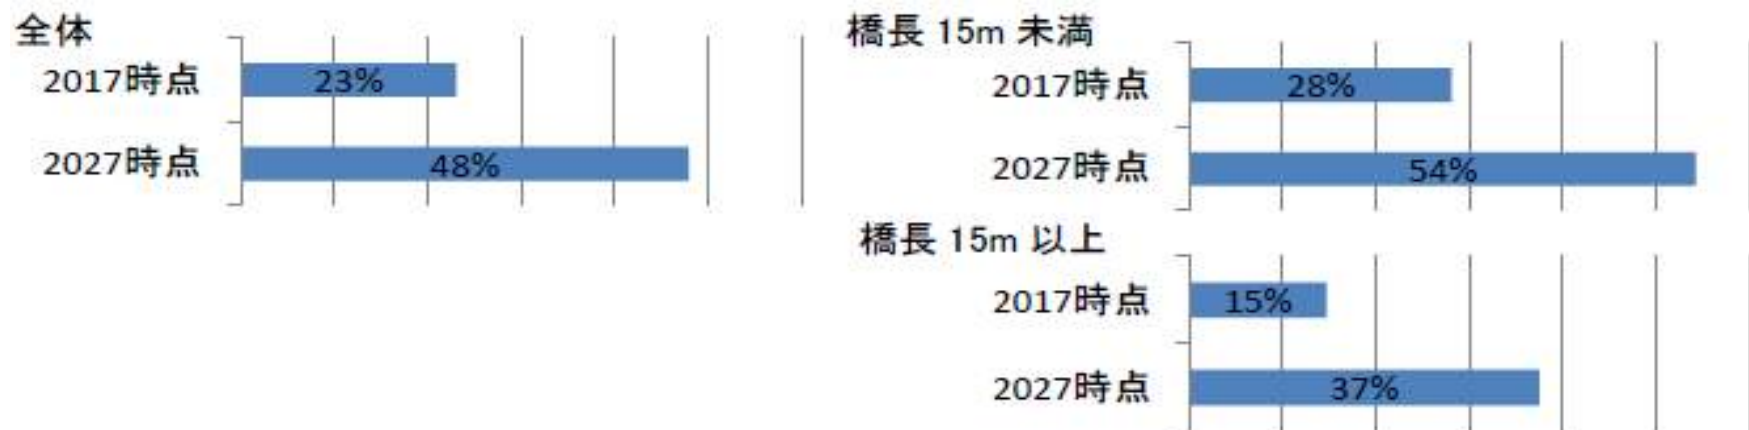 全体
2017時点 23%
2027時点 48%
橋長 15m 未満
2017時点 28%
2027時点 54%
橋長 15m 以上
2017時点 15%
2027時点 37%